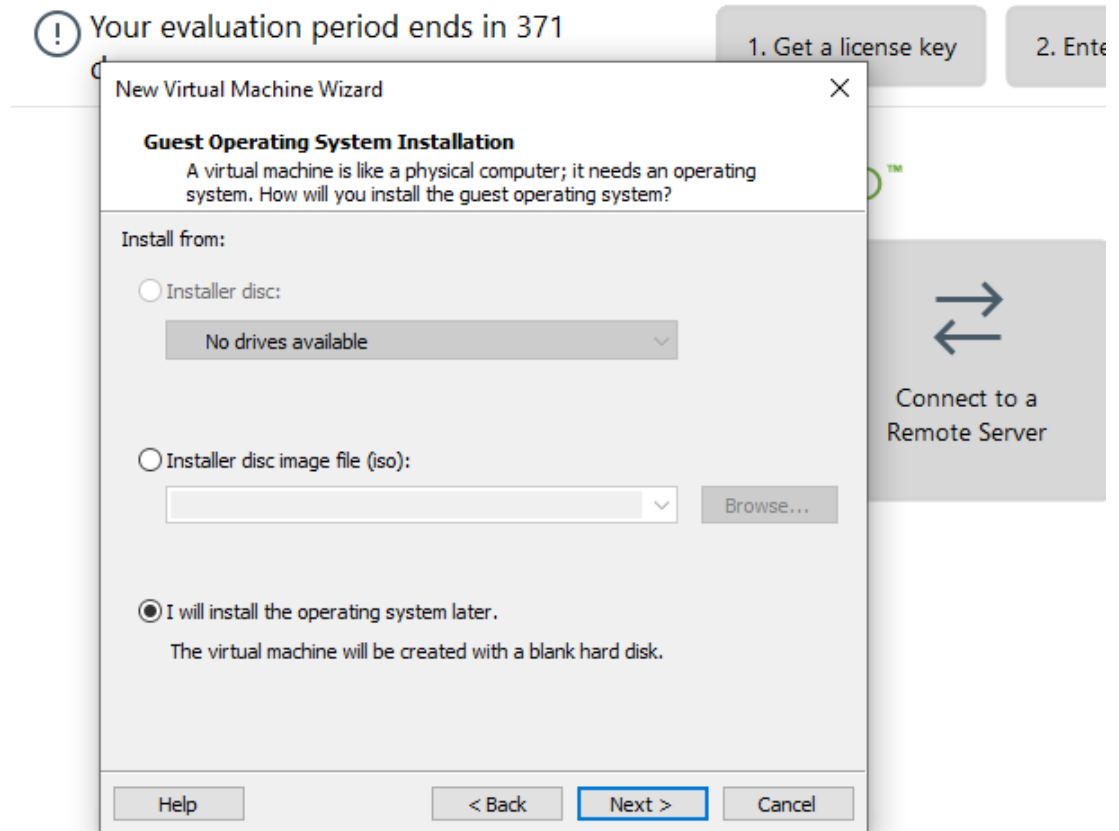 Your evaluation period ends in 371
1. Get a license key
2. Ente
New Virtual Machine Wizard
Guest Operating System Installation
A virtual machine is like a physical computer; it needs an operating
system. How will you install the guest operating system?
™
Install from:
Installer disc:
No drives available
Installer disc image file (iso):
Browse...
I will install the operating system later.
The virtual machine will be created with a blank hard disk.
Help
< Back
Next >
Cancel
Connect to a
Remote Server